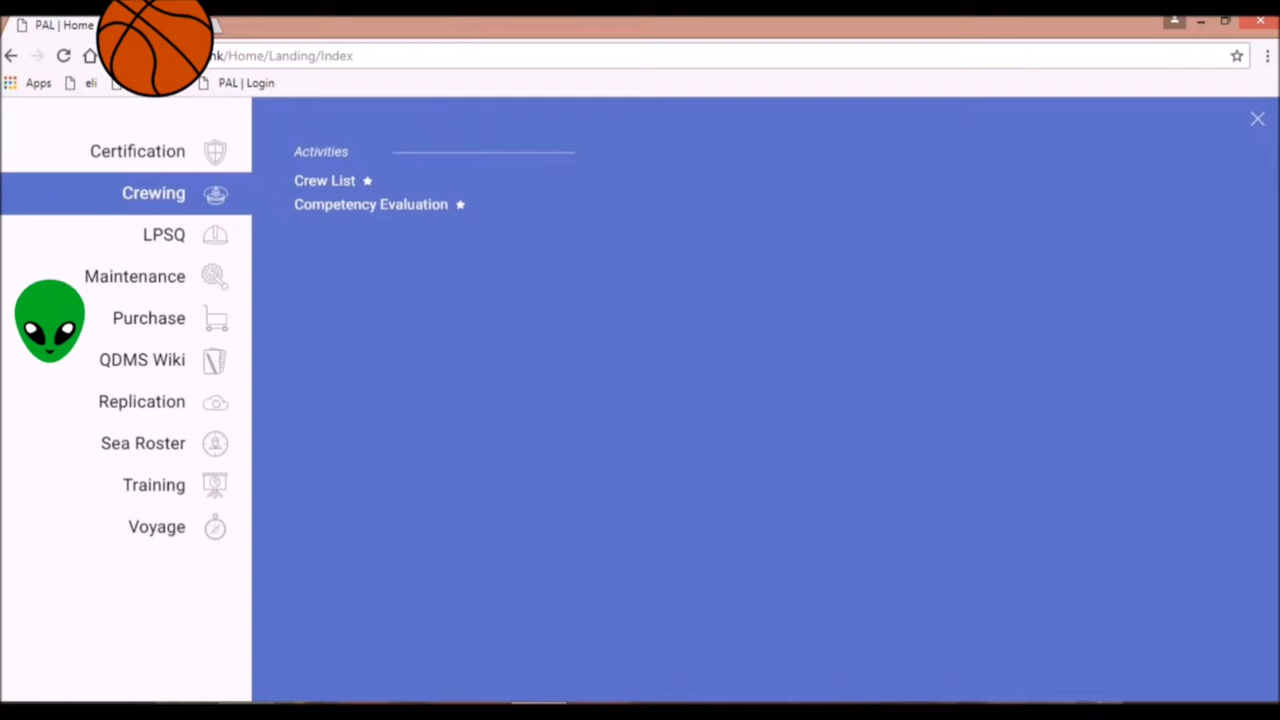 PAL | Home
nk/Home/Landing/Index
Apps eli PAL | Login
Certification
Crewing
LPSQ
Maintenance
Purchase
QDMS Wiki
Replication
Sea Roster
Training
Voyage
Activities
Crew List
Competency Evaluation